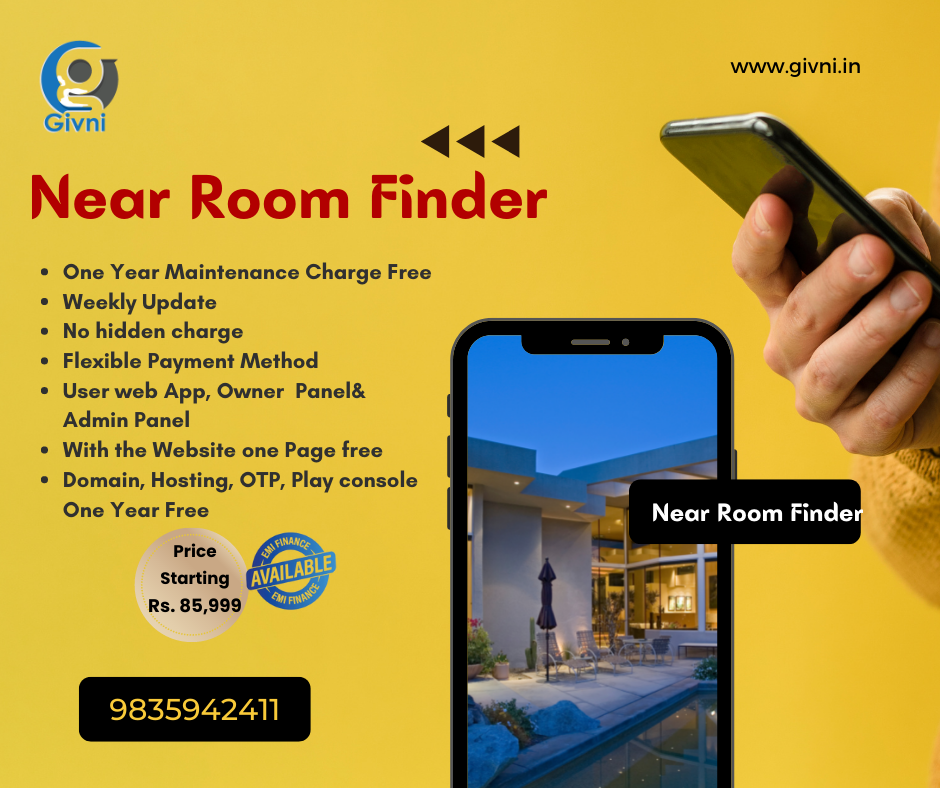 Givni
www.givni.in
Near Room Finder
• One Year Maintenance Charge Free
• Weekly Update
• No hidden charge
• Flexible Payment Method
• User web App, Owner  Panel&
Admin Panel
• With the Website one Page free
• Domain, Hosting, OTP, Play console
One Year Free
Near Room Finder
Price
Starting
Rs. 85,999
EMI FINANCE
AVAILABLE
EMI FINANCE
9835942411